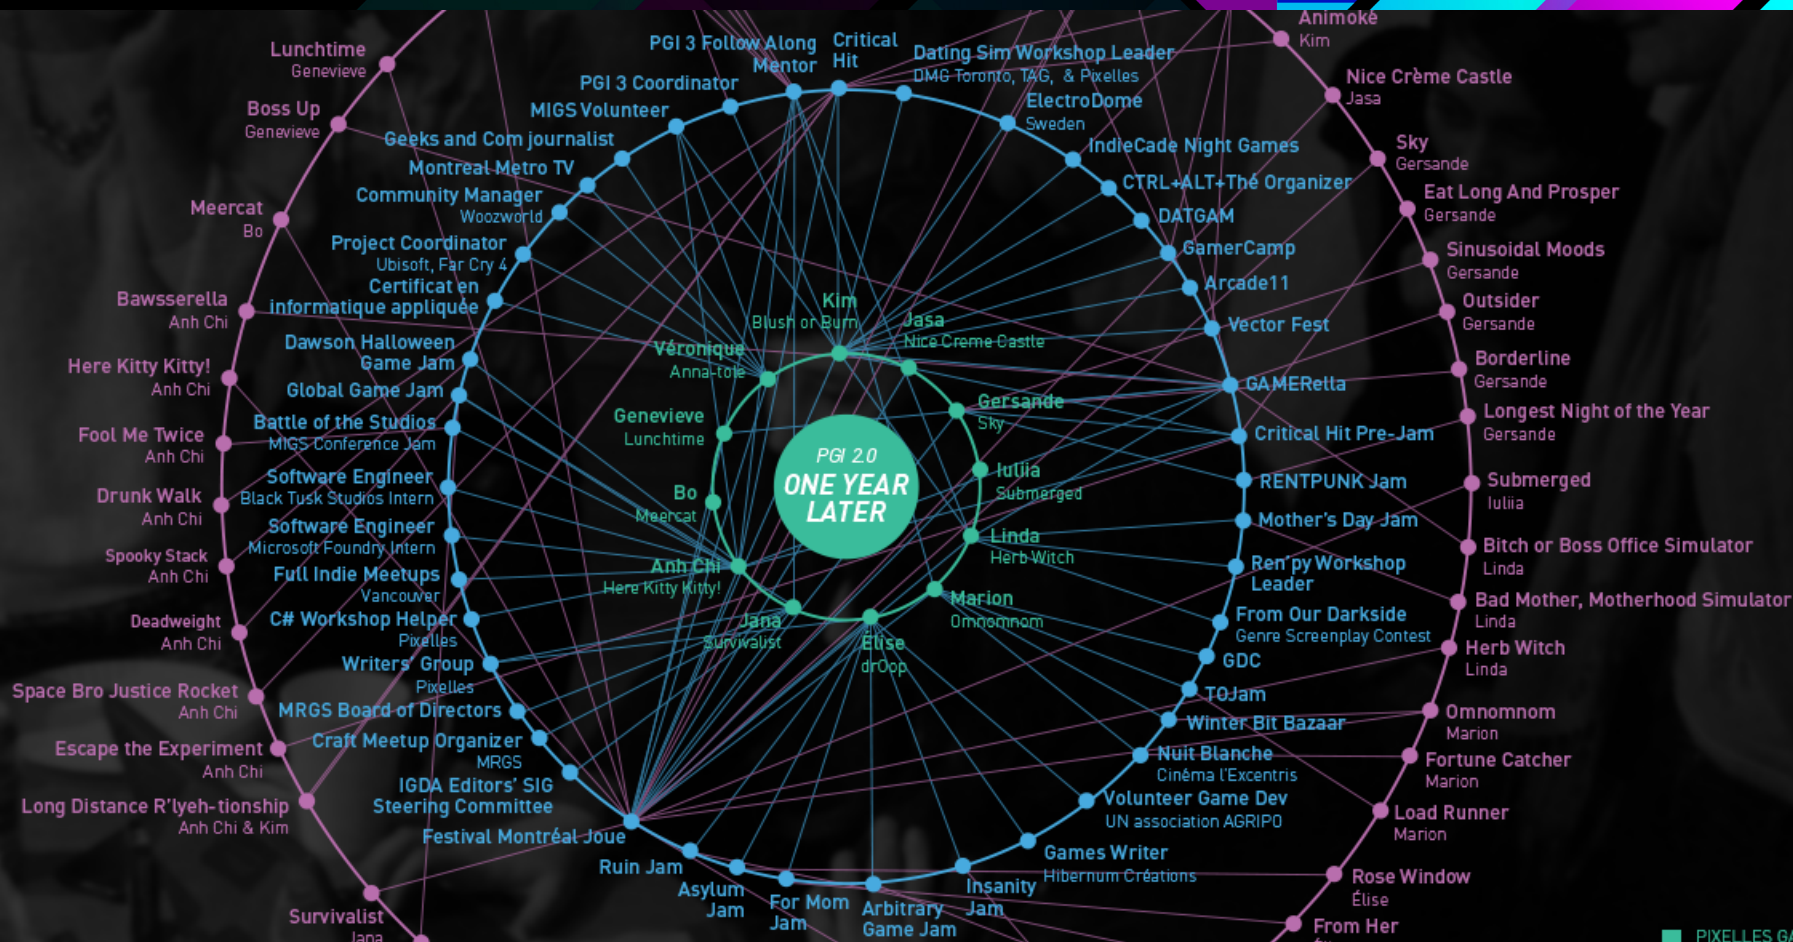 Animoke
Kim
Nice Crème Castle
Jasa
Sky
Gersande
Eat Long And Prosper
Gersande
Sinusoidal Moods
Gersande
Outsider
Gersande
Borderline
Gersande
Longest Night of the Year
Gersande
Submerged
Iuliia
Bitch or Boss Office Simulator
Linda
Bad Mother, Motherhood Simulator
Linda
Herb Witch
Linda
Omnomnom
Marion
Fortune Catcher
Marion
Load Runner
Marion
Rose Window
Élise
From Her
Lunchtime
Genevieve
Boss Up
Genevieve
Meercat
Bo
Bawsserella
Anh Chi
Here Kitty Kitty!
Anh Chi
Fool Me Twice
Anh Chi
Drunk Walk
Anh Chi
Spooky Stack
Anh Chi
Deadweight
Anh Chi
Space Bro Justice Rocket
Anh Chi
Escape the Experiment
Anh Chi
Long Distance R'lyeh-tionship
Anh Chi & Kim
Survivalist
Jana
PGI 3 Follow Along
Mentor
Critical
Hit
Dating Sim Workshop Leader
DMG Toronto, TAG, & Pixelles
ElectroDome
Sweden
IndieCade Night Games
CTRL+ALT+Thé Organizer
DATGAM
GamerCamp
Arcade11
Vector Fest
GAMERella
Critical Hit Pre-Jam
RENTPUNK Jam
Mother's Day Jam
Ren'py Workshop
Leader
From Our Darkside
Genre Screenplay Contest
GDC
TOJam
Winter Bit Bazaar
Nuit Blanche
Cinéma l'Excentris
Volunteer Game Dev
UN association AGRIPO
Games Writer
Hibernum Créations
Insanity
Jam
Arbitrary
Game Jam
For Mom
Jam
Asylum
Jam
Ruin Jam
Festival Montréal Joue
IGDA Editors' SIG
Steering Committee
Craft Meetup Organizer
MRGS
MRGS Board of Directors
Writers' Group
Pixelles
C# Workshop Helper
Pixelles
Full Indie Meetups
Vancouver
Software Engineer
Microsoft Foundry Intern
Software Engineer
Black Tusk Studios Intern
Battle of the Studios
MIGS Conference Jam
Global Game Jam
Dawson Halloween
Game Jam
Certificat en
informatique appliquée
Project Coordinator
Ubisoft, Far Cry 4
Community Manager
Woozworld
Montreal Metro TV
Geeks and Com journalist
MIGS Volunteer
PGI 3 Coordinator
Kim
Blush or Burn
Jasa
Nice Creme Castle
Gersande
Sky
Iuliia
Submerged
Linda
Herb Witch
Marion
Omnomnom
Élise
drOop
Jana
Survivalist
Anh Chi
Here Kitty Kitty!
Bo
Meercat
Genevieve
Lunchtime
Véronique
Anna-tole
PGI 2.0
ONE YEAR
LATER
PIXELLES